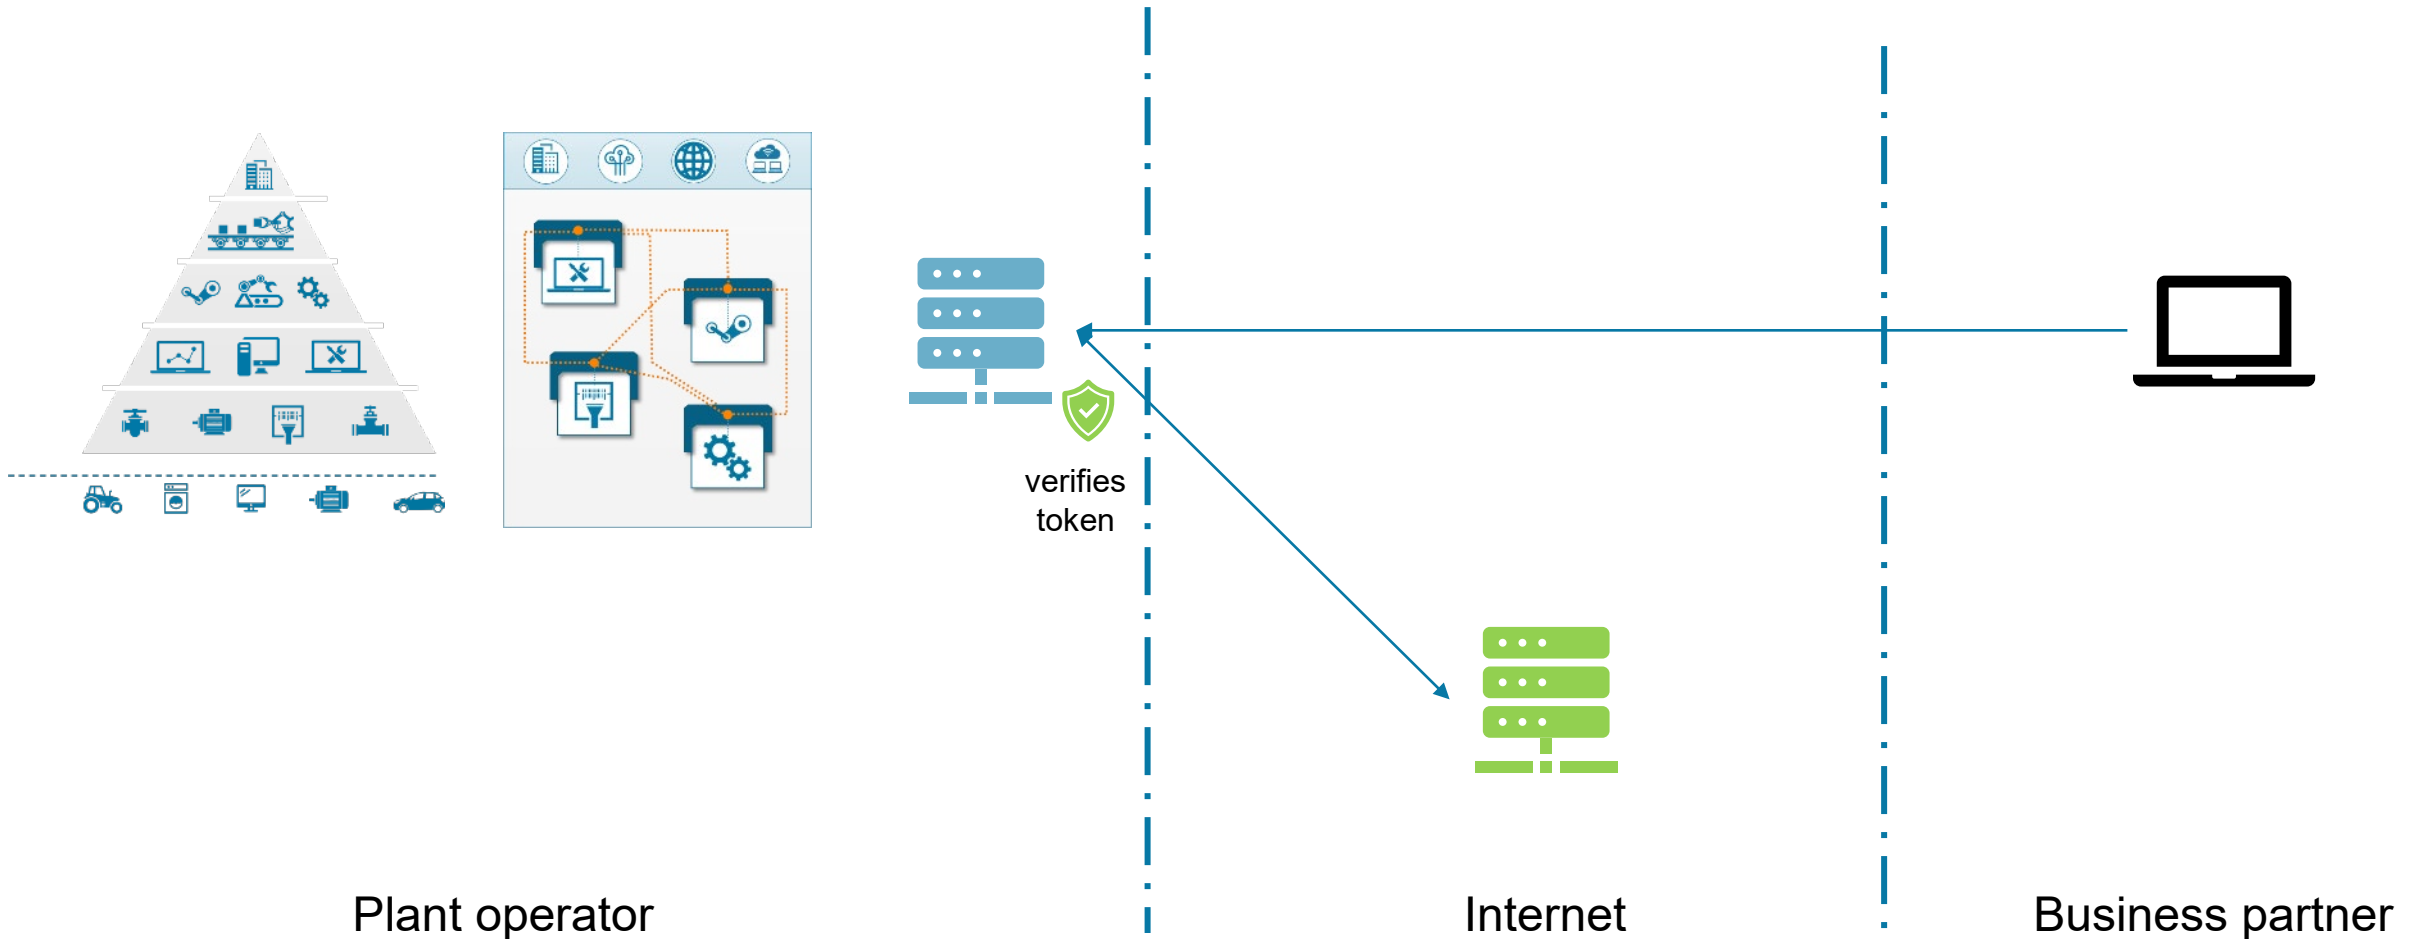 verifies
token
Plant operator
Internet
Business partner